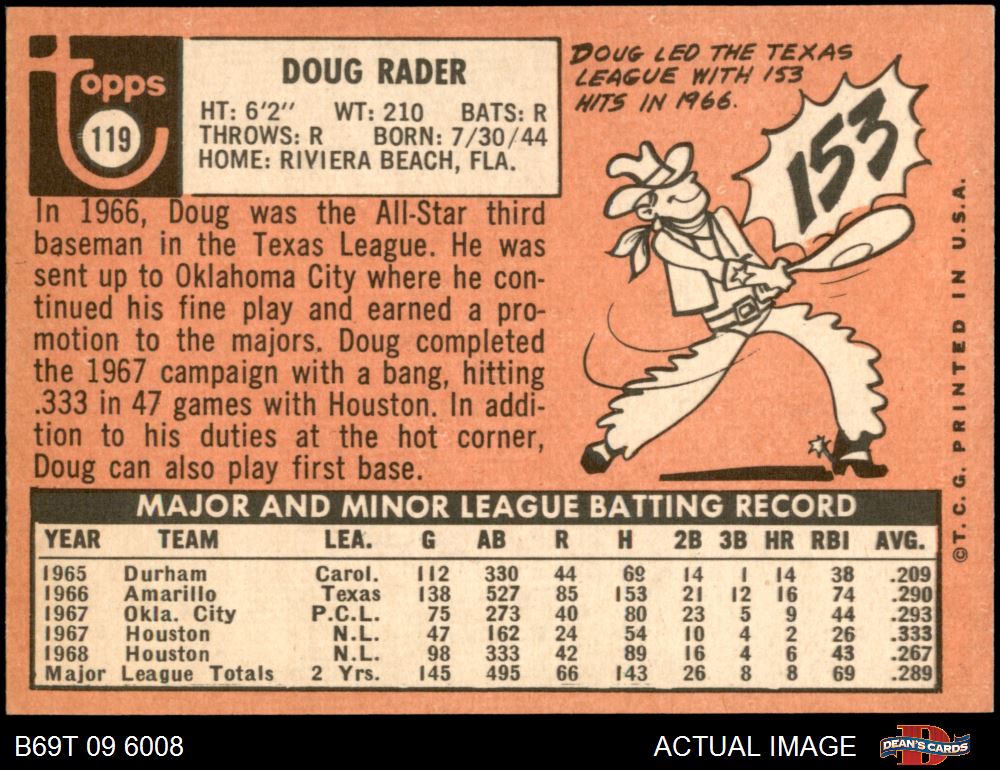 Topps
119
DOUG RADER
HT: 6'2" WT: 210 BATS: R
THROWS: R BORN: 7/30/44
HOME: RIVIERA BEACH, FLA.
DOUG LED THE TEXAS
LEAGUE WITH 153
HITS IN 1966.
153
In 1966, Doug was the All-Star third
baseman in the Texas League. He was
sent up to Oklahoma City where he con-
tinued his fine play and earned a pro-
motion to the majors. Doug completed
the 1967 campaign with a bang, hitting
.333 in 47 games with Houston. In addi-
tion to his duties at the hot corner,
Doug can also play first base.
MAJOR AND MINOR LEAGUE BATTING RECORD
YEAR TEAM LEA. G AB R H 2B 3B HR RBI AVG.
1965 Durham Carol. 112 330 44 69 14 1 14 38 .209
1966 Amarillo Texas 138 527 85 153 21 12 16 74 .290
1967 Okla. City P.C.L. 75 273 40 80 23 5 9 44 .293
1967 Houston N.L. 47 162 24 54 10 4 2 26 .333
1968 Houston N.L. 98 333 42 89 16 4 6 43 .267
Major League Totals 2 Yrs. 145 495 66 143 26 8 8 69 .289
©T.C.G. PRINTED IN U.S.A.
B69T 09 6008
ACTUAL IMAGE
D
DEAN'S CARDS